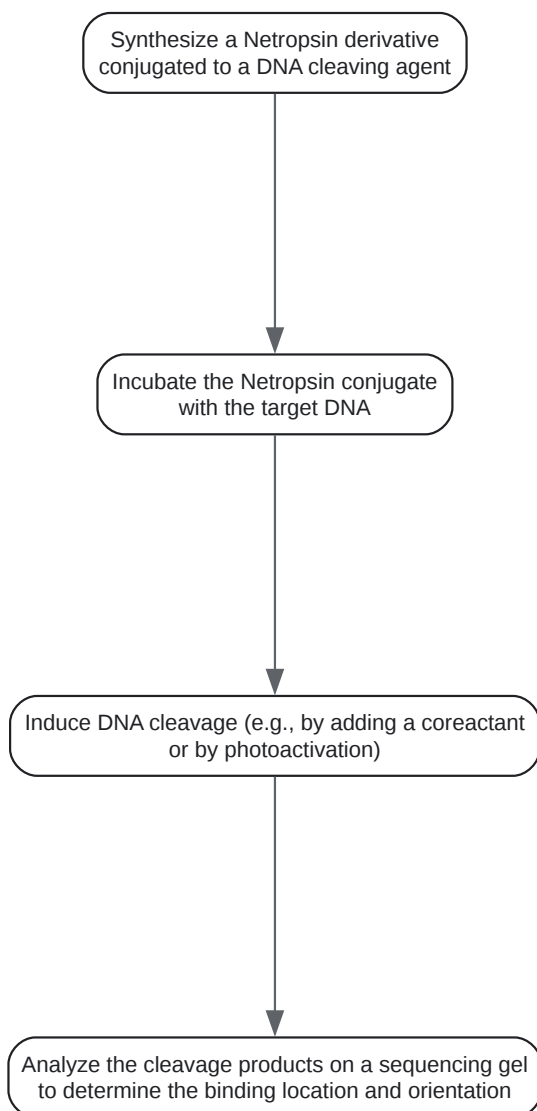 Synthesize a Netropsin derivative
conjugated to a DNA cleaving agent
Incubate the Netropsin conjugate
with the target DNA
Induce DNA cleavage (e.g., by adding a coreactant
or by photoactivation)
Analyze the cleavage products on a sequencing gel
to determine the binding location and orientation